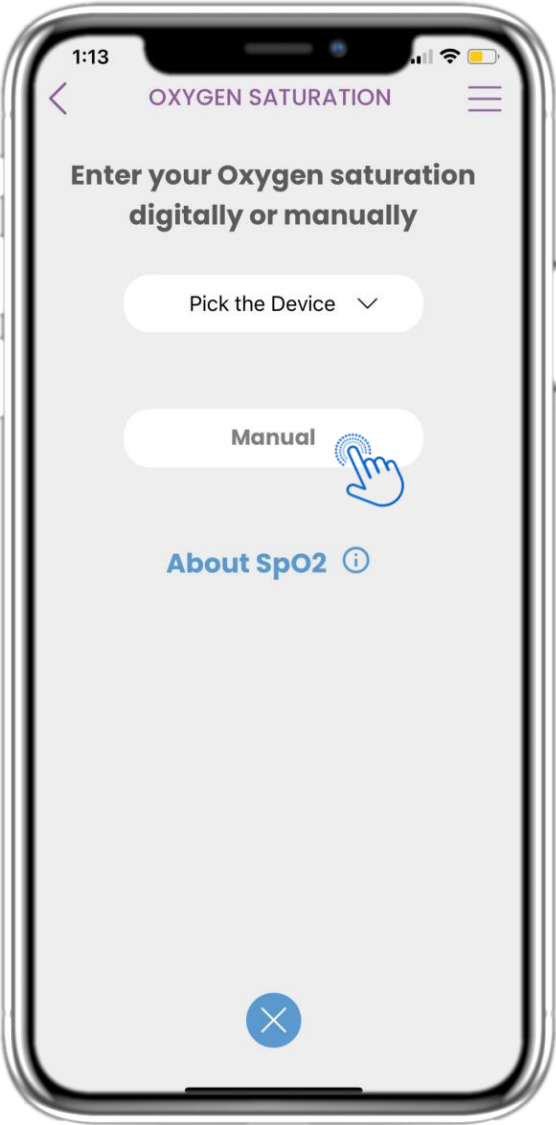 1:13
OXYGEN SATURATION
Enter your Oxygen saturation
digitally or manually
Pick the Device
Manual
About SpO2